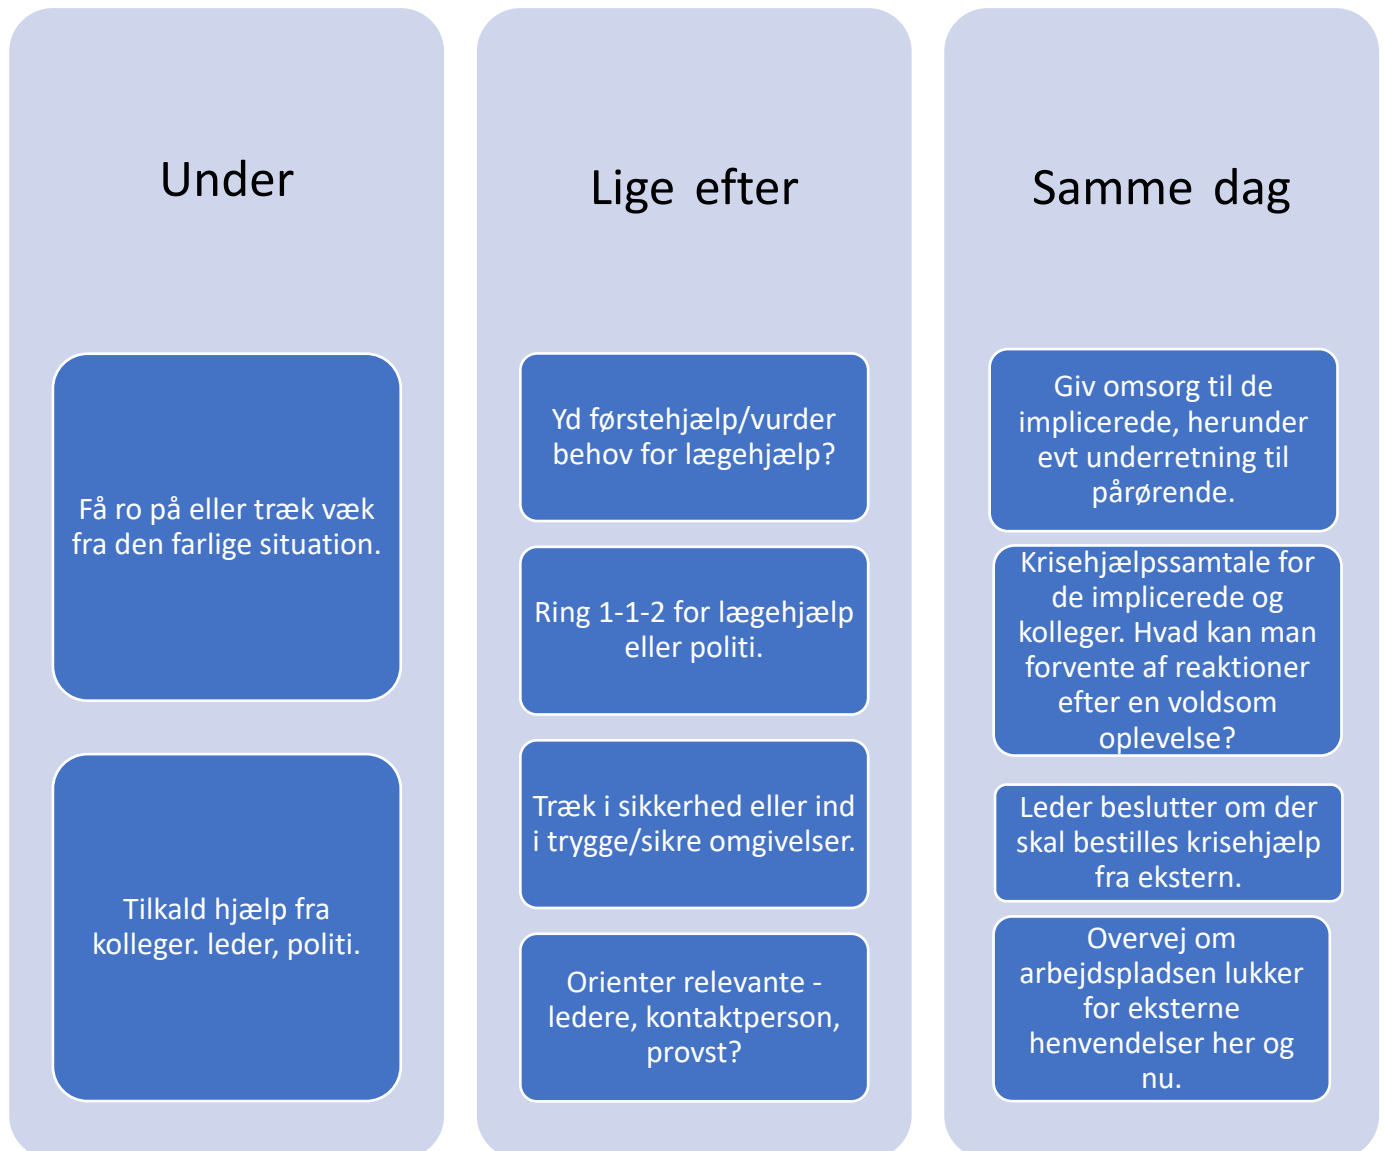 Under
Få ro på eller træk væk
fra den farlige situation.
Tilkald hjælp fra
kolleger. leder, politi.
Lige efter
Yd førstehjælp/vurder
behov for lægehjælp?
Ring 1-1-2 for lægehjælp
eller politi.
Træk i sikkerhed eller ind
i trygge/sikre omgivelser.
Orienter relevante -
ledere, kontaktperson,
provst?
Samme dag
Giv omsorg til de
implicerede, herunder
evt underretning til
pårørende.
Krisehjælpssamtale for
de implicerede og
kolleger. Hvad kan man
forvente af reaktioner
efter en voldsom
oplevelse?
Leder beslutter om der
skal bestilles krisehjælp
fra ekstern.
Overvej om
arbejdspladsen lukker
for eksterne
henvendelser her og
nu.